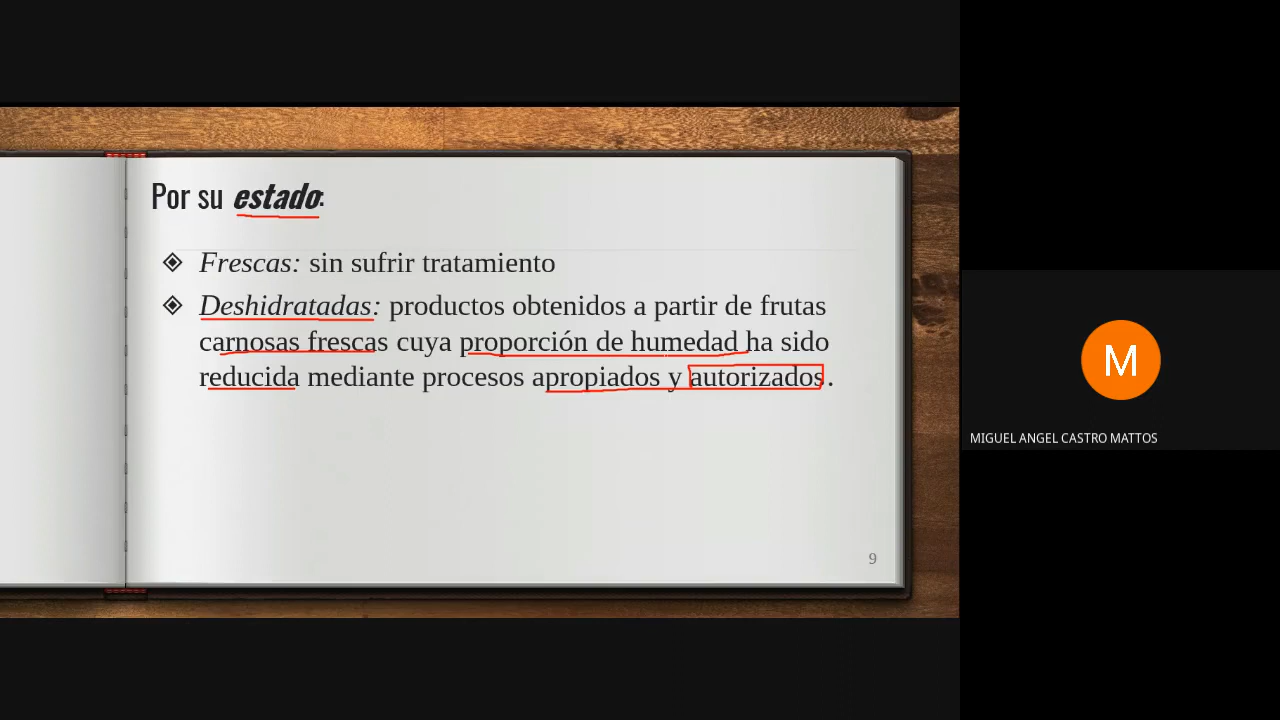 Por su estado:
Frescas: sin sufrir tratamiento
Deshidratadas: productos obtenidos a partir de frutas
carnosas frescas cuya proporción de humedad ha sido
reducida mediante procesos apropiados y autorizados.
9
M
MIGUEL ANGEL CASTRO MATTOS